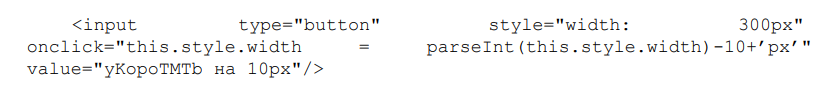 <input type="button" style="width: 300px"
onclick="this.style.width = parseInt(this.style.width)-10+’px’"
value="yKopoTMTb на 10px"/>